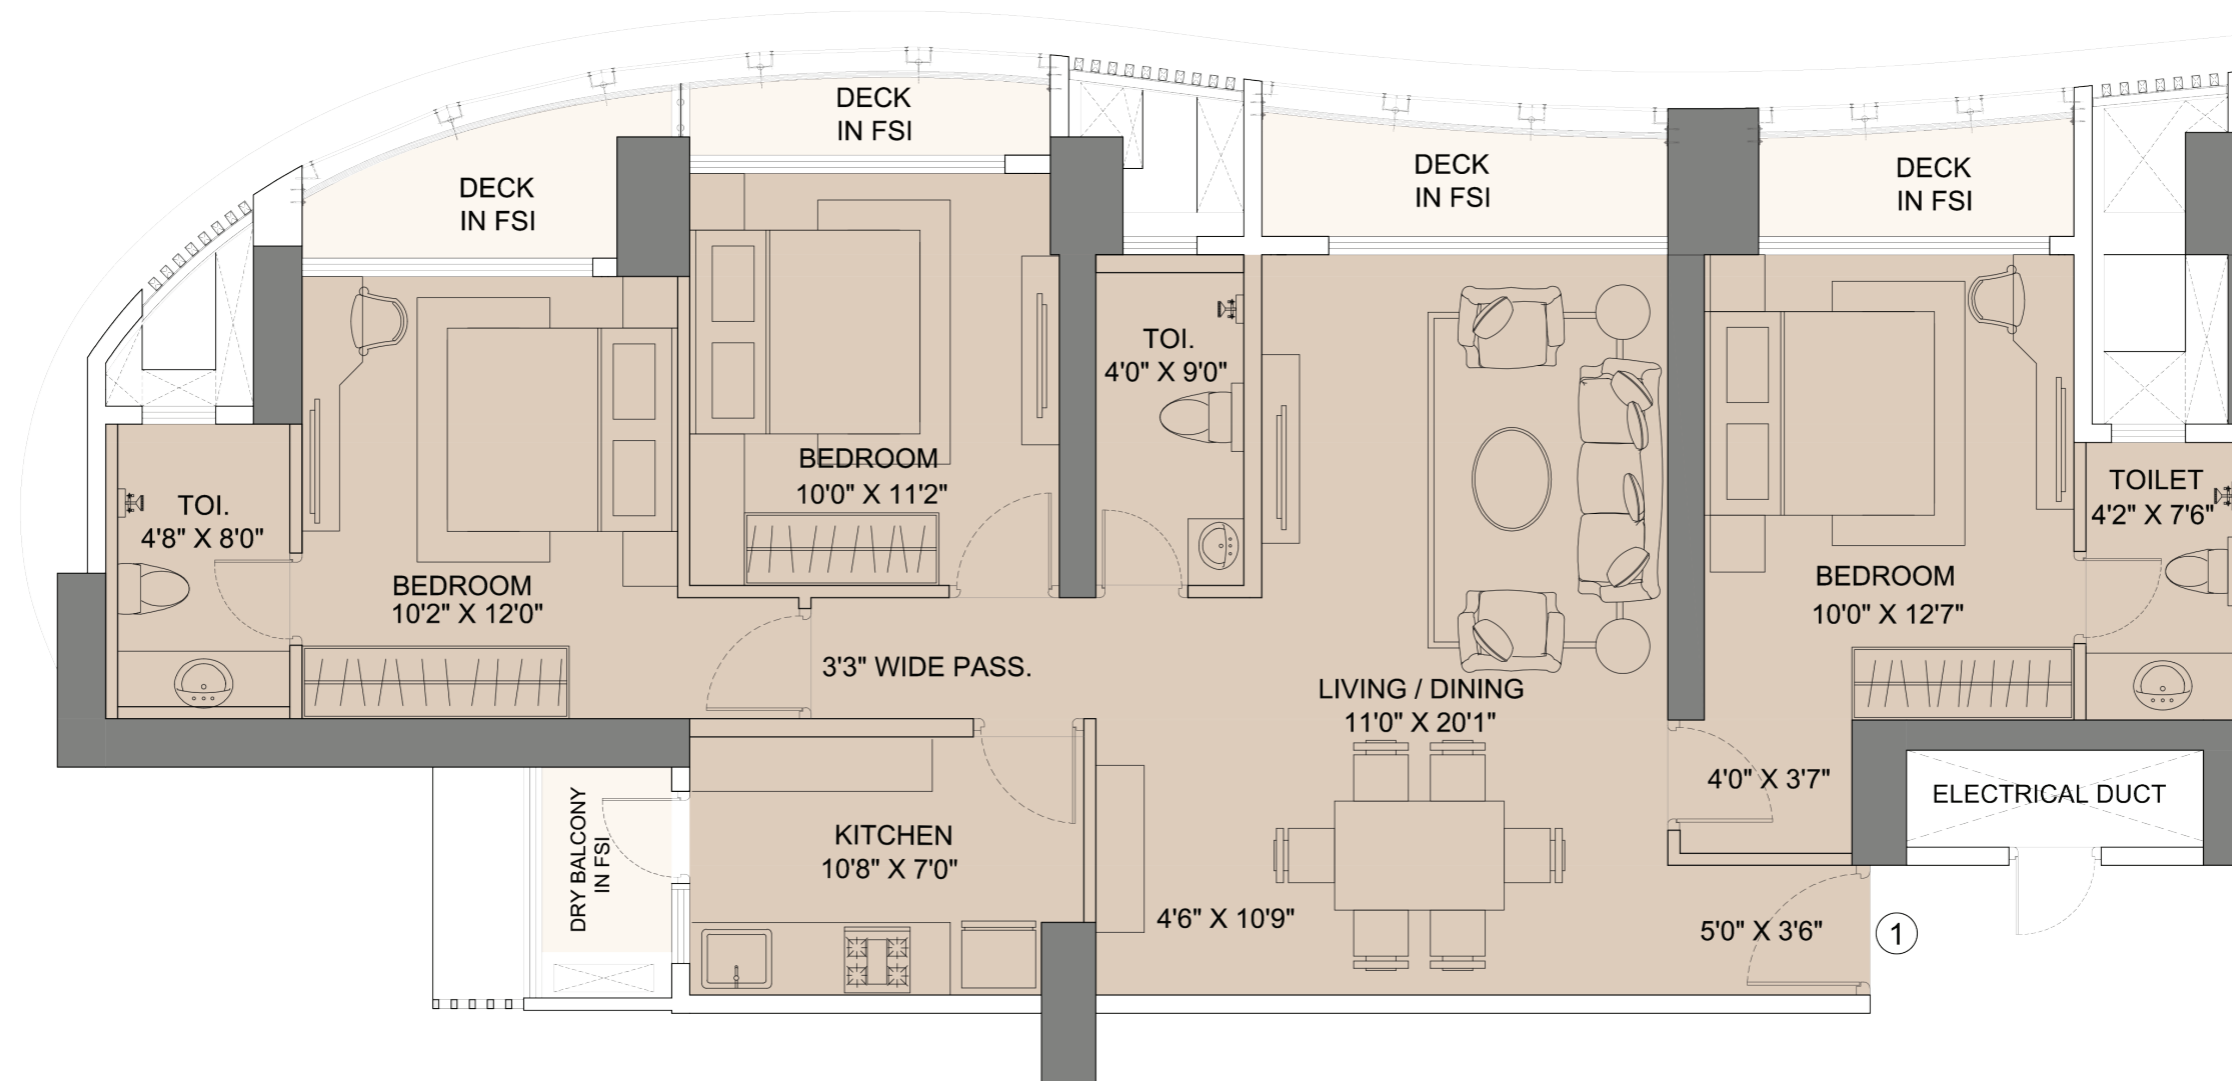 DECK
IN FSI
DECK
IN FSI
DECK
IN FSI
DECK
IN FSI
TOI.
4'8" X 8'0"
BEDROOM
10'2" X 12'0"
BEDROOM
10'0" X 11'2"
TOI.
4'0" X 9'0"
LIVING / DINING
11'0" X 20'1"
BEDROOM
10'0" X 12'7"
TOILET
4'2" X 7'6"
3'3" WIDE PASS.
4'0" X 3'7"
ELECTRICAL DUCT
DRY BALCONY
IN FSI
KITCHEN
10'8" X 7'0"
4'6" X 10'9"
5'0" X 3'6"
1